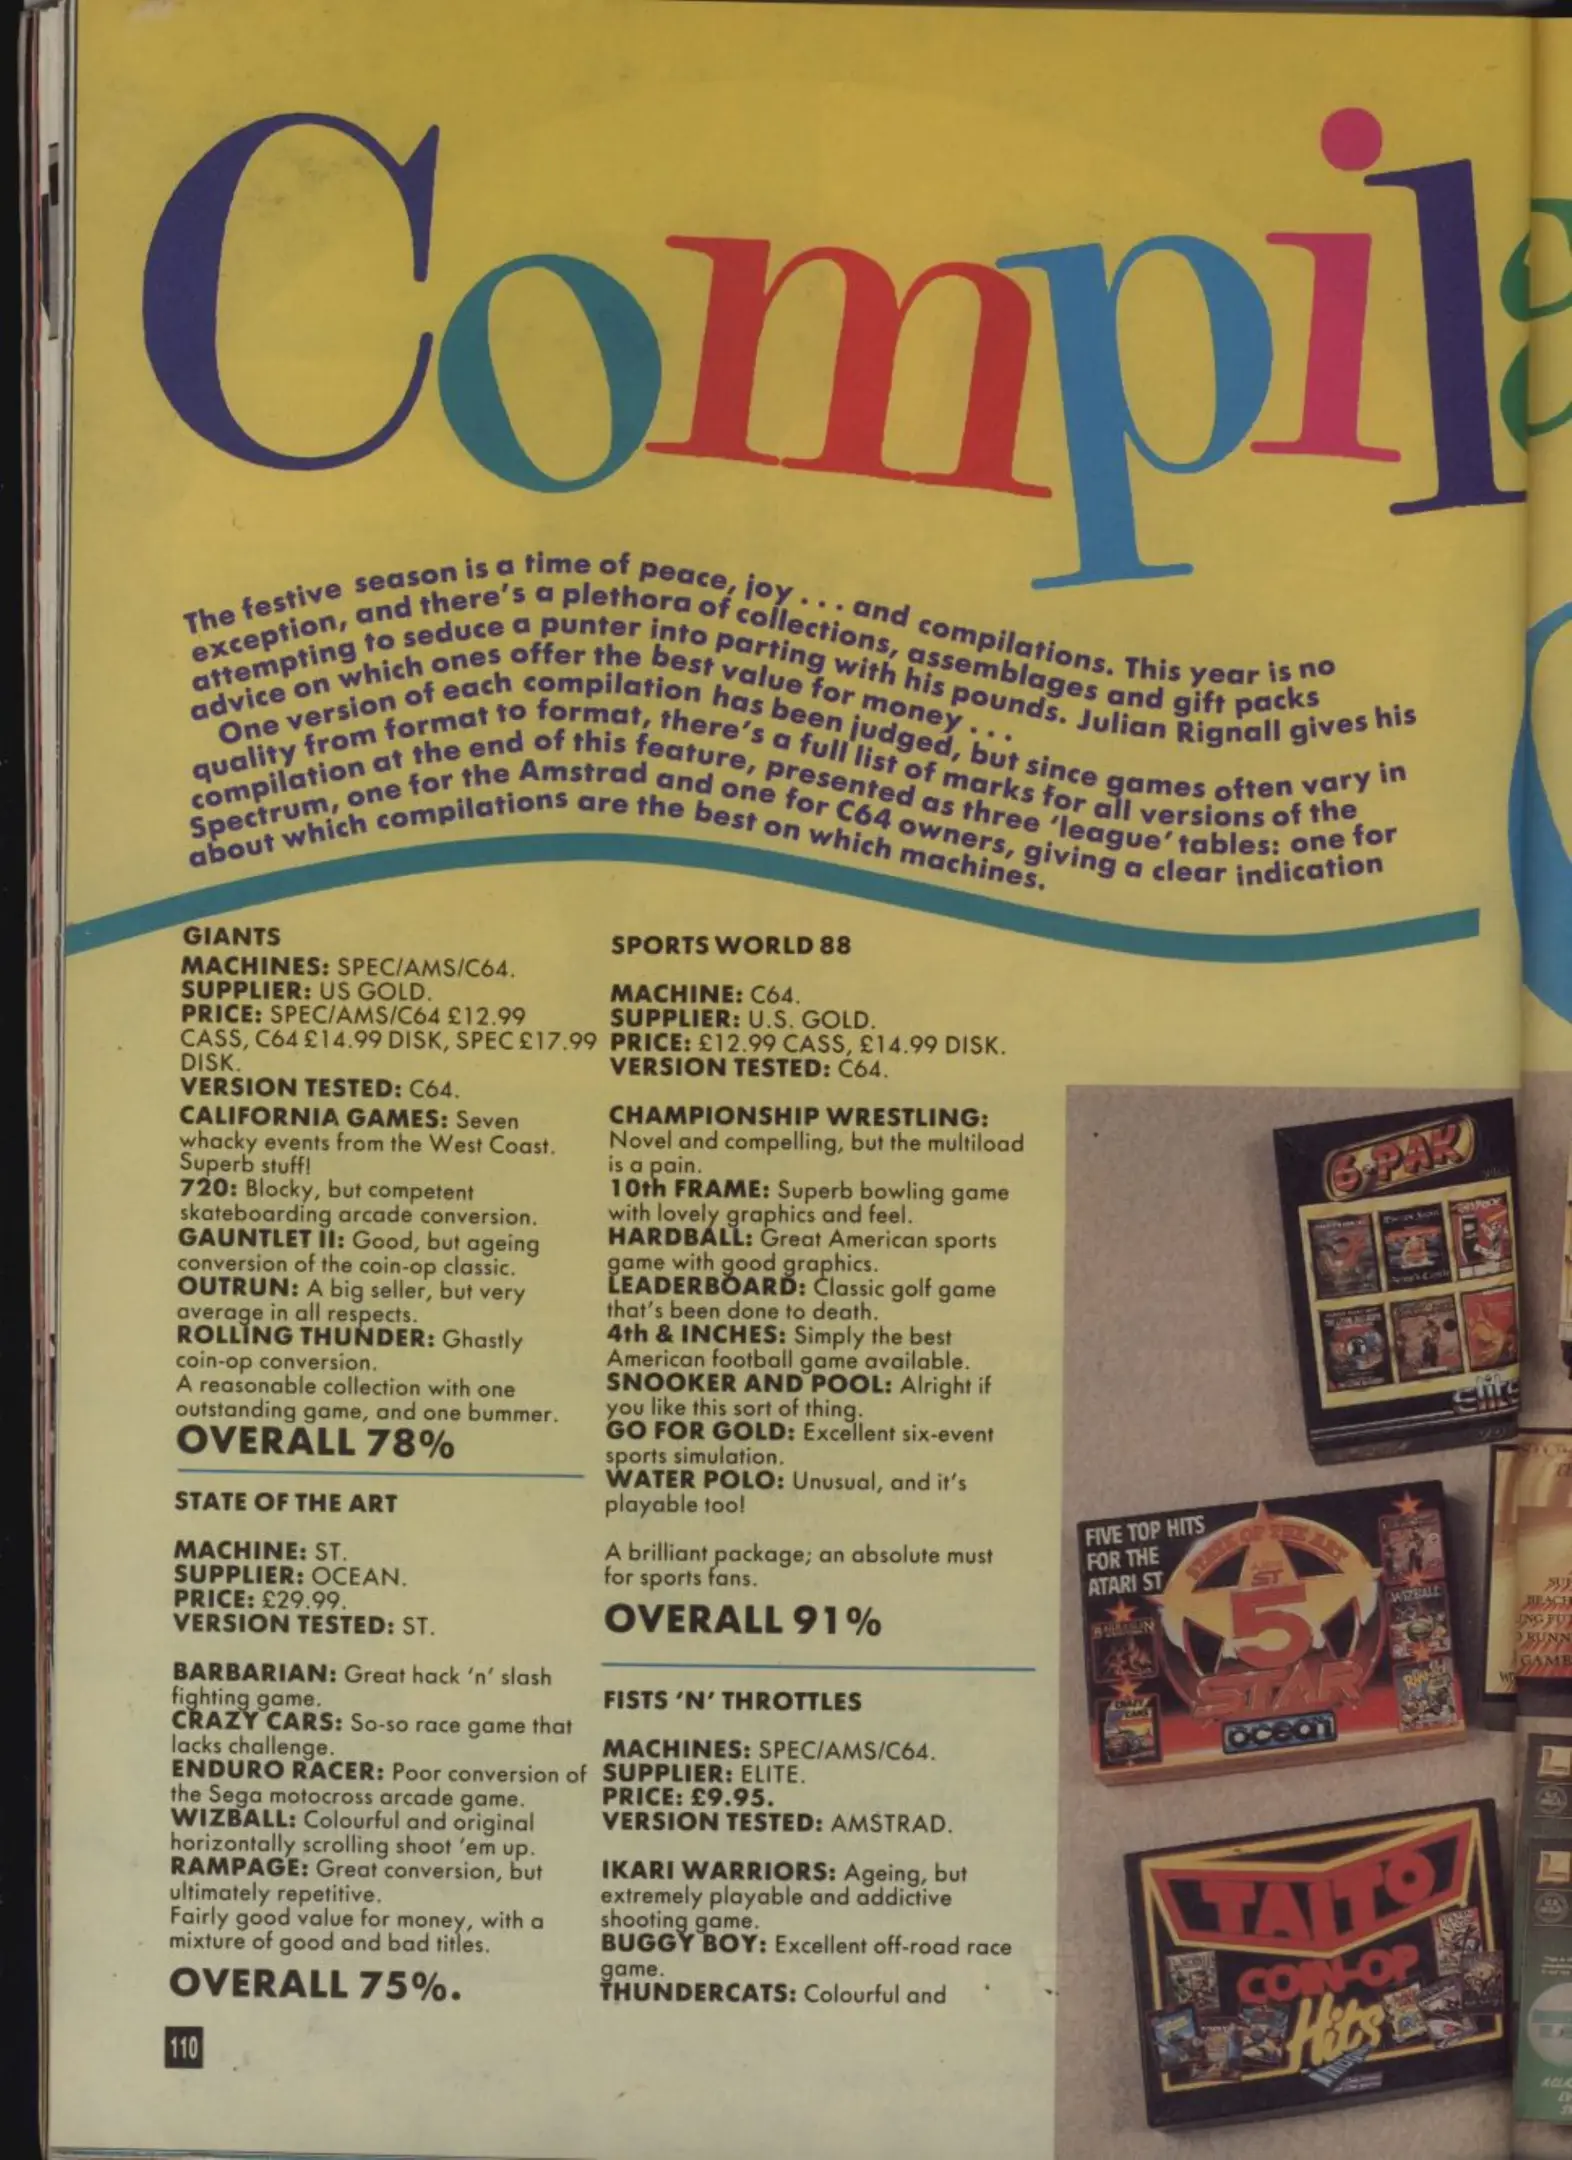 Compil
The festive season is a time of peace, joy . . . and compilations. This year is no
exception, and there's a plethora of collections, assemblages and gift packs
attempting to seduce a punter into parting with his pounds. Julian Rignall gives his
advice on which ones offer the best value for money . . .
One version of each compilation has been judged, but since games often vary in
quality from format to format, there's a full list of marks for all versions of the
compilation at the end of this feature, presented as three 'league' tables: one for
Spectrum, one for the Amstrad and one for C64 owners, giving a clear indication
about which compilations are the best on which machines.
GIANTS
MACHINES: SPEC/AMS/C64.
SUPPLIER: US GOLD.
PRICE: SPEC/AMS/C64 £12.99
CASS, C64 £14.99 DISK, SPEC £17.99
DISK.
VERSION TESTED: C64.
CALIFORNIA GAMES: Seven
whacky events from the West Coast.
Superb stuff!
720: Blocky, but competent
skateboarding arcade conversion.
GAUNTLET II: Good, but ageing
conversion of the coin-op classic.
OUTRUN: A big seller, but very
average in all respects.
ROLLING THUNDER: Ghastly
coin-op conversion.
A reasonable collection with one
outstanding game, and one bummer.
OVERALL 78%
STATE OF THE ART
MACHINE: ST.
SUPPLIER: OCEAN.
PRICE: £29.99.
VERSION TESTED: ST.
BARBARIAN: Great hack 'n' slash
fighting game.
CRAZY CARS: So-so race game that
lacks challenge.
ENDURO RACER: Poor conversion of
the Sega motocross arcade game.
WIZBALL: Colourful and original
horizontally scrolling shoot 'em up.
RAMPAGE: Great conversion, but
ultimately repetitive.
Fairly good value for money, with a
mixture of good and bad titles.
OVERALL 75%.
110
SPORTS WORLD 88
MACHINE: C64.
SUPPLIER: U.S. GOLD.
PRICE: £12.99 CASS, £14.99 DISK.
VERSION TESTED: C64.
CHAMPIONSHIP WRESTLING:
Novel and compelling, but the multiload
is a pain.
10th FRAME: Superb bowling game
with lovely graphics and feel.
HARDBALL: Great American sports
game with good graphics.
LEADERBOARD: Classic golf game
that's been done to death.
4th & INCHES: Simply the best
American football game available.
SNOOKER AND POOL: Alright if
you like this sort of thing.
GO FOR GOLD: Excellent six-event
sports simulation.
WATER POLO: Unusual, and it's
playable too!
A brilliant package; an absolute must
for sports fans.
OVERALL 91%
FISTS 'N' THROTTLES
MACHINES: SPEC/AMS/C64.
SUPPLIER: ELITE.
PRICE: £9.95.
VERSION TESTED: AMSTRAD.
IKARI WARRIORS: Ageing, but
extremely playable and addictive
shooting game.
BUGGY BOY: Excellent off-road race
game.
THUNDERCATS: Colourful and
6-PAK
elite
FIVE TOP HITS
FOR THE
ATARI ST
STATE OF THE ART
ST
5
STAR
ocean
BARBARIAN
CRAZY
CARS
WIZBALL
TAITO
COIN-OP
Hits
imagine